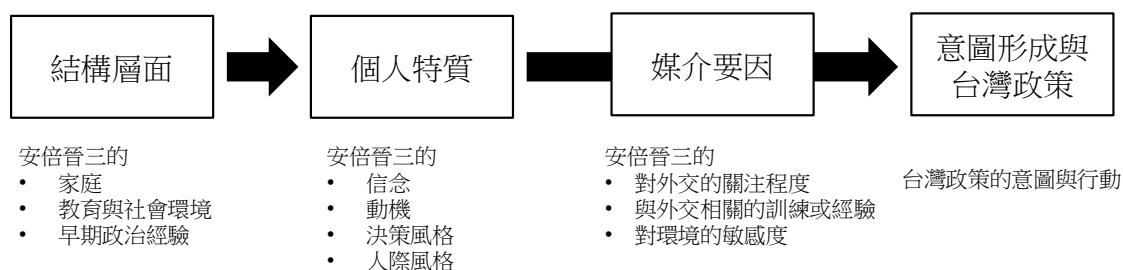 結構層面
個人特質
媒介要因
意圖形成與
台灣政策
安倍晉三的
• 家庭
• 教育與社會環境
• 早期政治經驗
安倍晉三的
• 信念
• 動機
• 決策風格
• 人際風格
安倍晉三的
• 對外交的關注程度
• 與外交相關的訓練或經驗
• 對環境的敏感度
台灣政策的意圖與行動